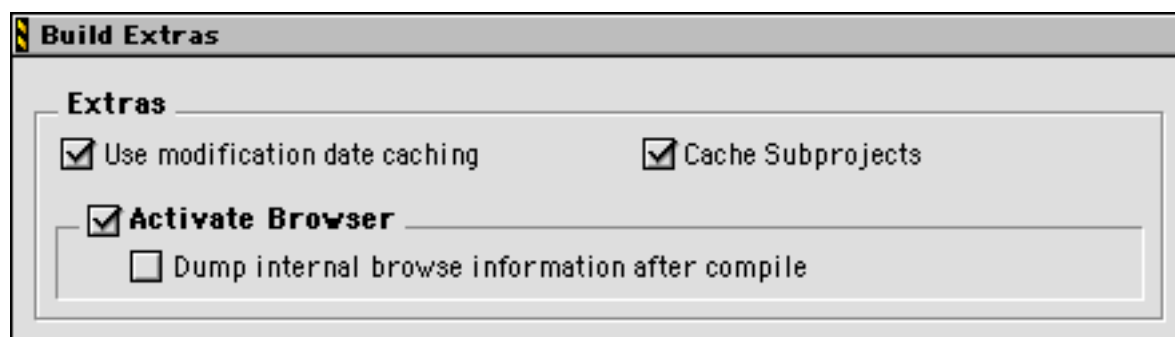 Build Extras
Extras
Use modification date caching
Cache Subprojects
Activate Browser
Dump internal browse information after compile